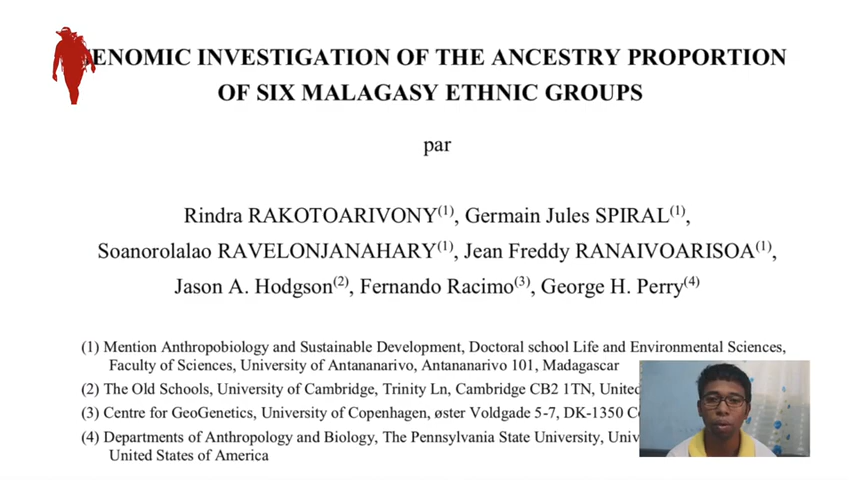 ENOMIC INVESTIGATION OF THE ANCESTRY PROPORTION
OF SIX MALAGASY ETHNIC GROUPS
par
Rindra RAKOTOARIVONY(1), Germain Jules SPIRAL(1),
Soanorolalao RAVELONJANAHARY(1), Jean Freddy RANAIVOARISOA(1),
Jason A. Hodgson(2), Fernando Racimo(3), George H. Perry(4)
(1) Mention Anthropobiology and Sustainable Development, Doctoral school Life and Environmental Sciences,
Faculty of Sciences, University of Antananarivo, Antananarivo 101, Madagascar
(2) The Old Schools, University of Cambridge, Trinity Ln, Cambridge CB2 1TN, United
(3) Centre for GeoGenetics, University of Copenhagen, øster Voldgade 5-7, DK-1350
(4) Departments of Anthropology and Biology, The Pennsylvania State University,
United States of America